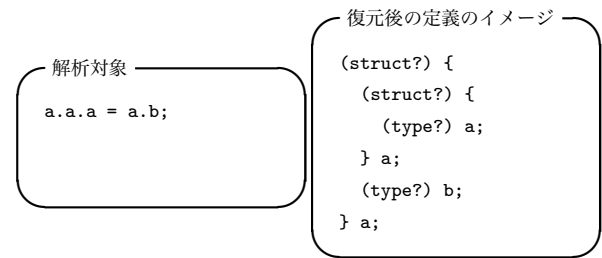 解析対象
a.a.a = a.b;
復元後の定義のイメージ
(struct?) {
  (struct?) {
    (type?) a;
  } a;
  (type?) b;
} a;